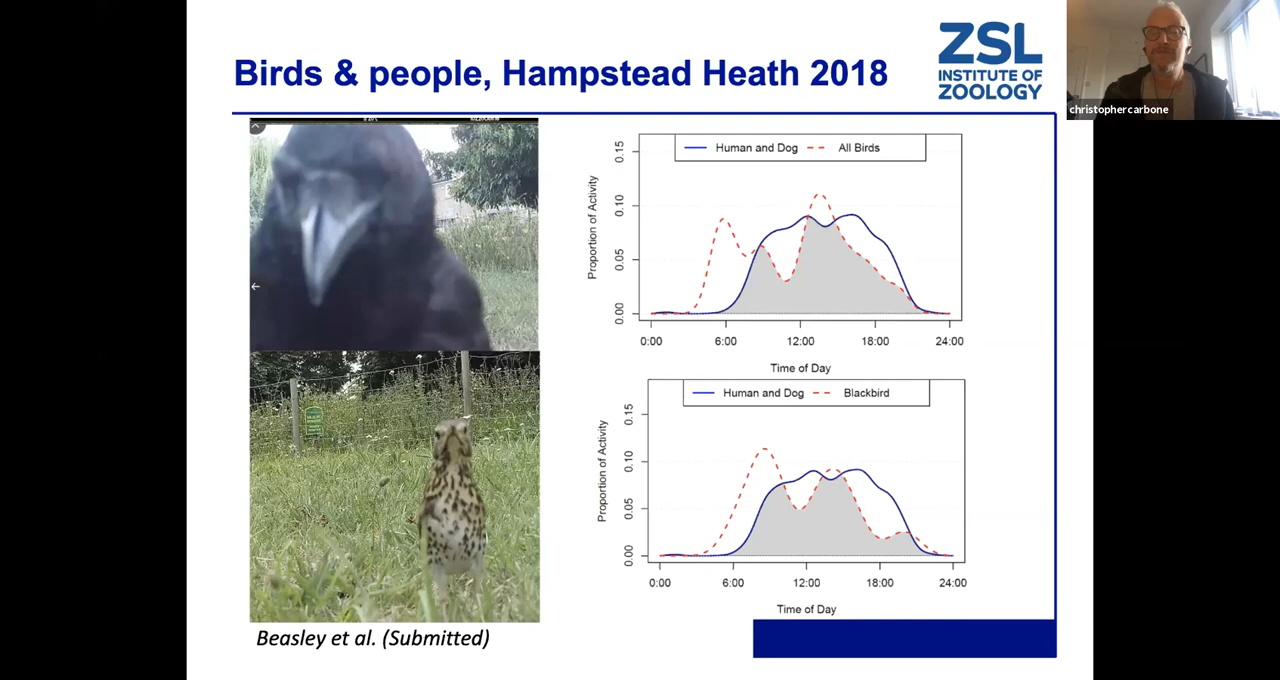 Birds & people, Hampstead Heath 2018
ZSL
INSTITUTE OF
ZOOLOGY
christophercarbone
Human and Dog
All Birds
Proportion of Activity
0.15
0.10
0.05
0.00
0:00
6:00
12:00
18:00
24:00
Time of Day
Human and Dog
Blackbird
Proportion of Activity
0.15
0.10
0.05
0.00
0:00
6:00
12:00
18:00
24:00
Time of Day
Beasley et al. (Submitted)